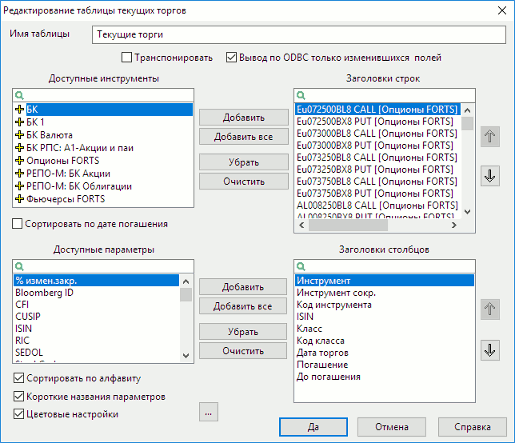 Редактирование таблицы текущих торгов
Имя таблицы
Текущие торги
Транспонировать
Вывод по ODBC только изменившихся полей
Доступные инструменты
БК
БК 1
БК Валюта
БК РПС: А1-Акции и паи
Опционы FORTS
РЕПО-М: БК Акции
РЕПО-М: БК Облигации
Фьючерсы FORTS
Сортировать по дате погашения
Добавить
Добавить все
Убрать
Очистить
Заголовки строк
Eu072500BL8 CALL [Опционы FORTS]
Eu072500BX8 PUT [Опционы FORTS]
Eu073000BL8 CALL [Опционы FORTS]
Eu073000BX8 PUT [Опционы FORTS]
Eu073250BL8 CALL [Опционы FORTS]
Eu073250BX8 PUT [Опционы FORTS]
Eu073750BL8 CALL [Опционы FORTS]
Eu073750BX8 PUT [Опционы FORTS]
AL008250BL8 CALL [Опционы FORTS]
AL008250BX8 PUT [Опционы FORTS]
Доступные параметры
% измен.закр.
Bloomberg ID
CFI
CUSIP
ISIN
RIC
SEDOL
Сортировать по алфавиту
Короткие названия параметров
Цветовые настройки
...
Добавить
Добавить все
Убрать
Очистить
Заголовки столбцов
Инструмент
Инструмент сокр.
Код инструмента
ISIN
Класс
Код класса
Дата торгов
Погашение
До погашения
Да
Отмена
Справка